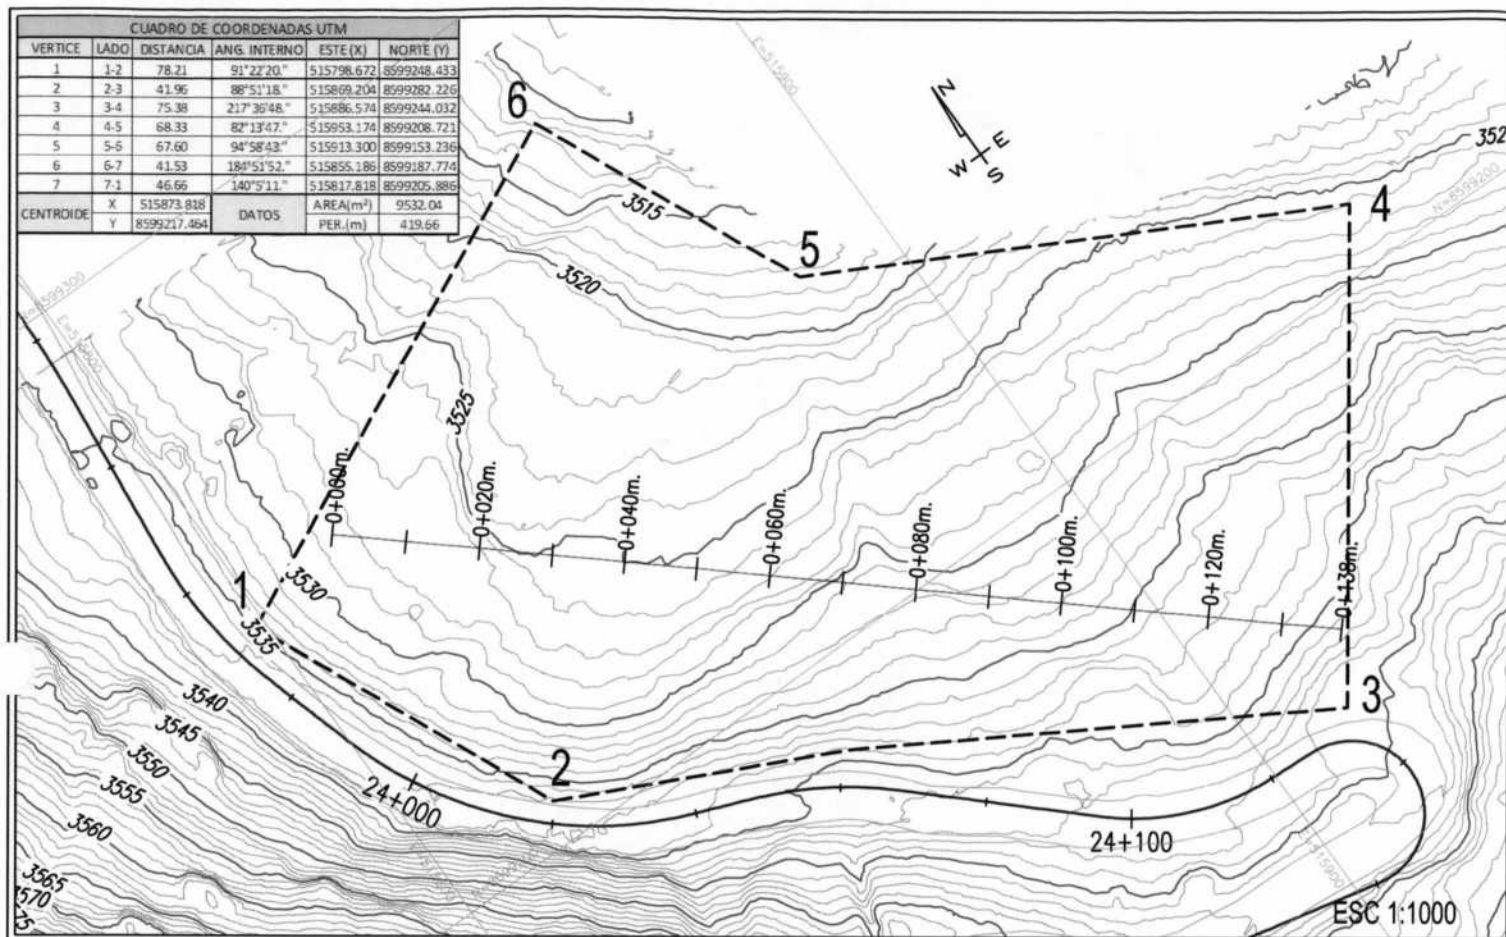 CUADRO DE COORDENADAS UTM
VERTICE LADO DISTANCIA ANG. INTERNO ESTE (X) NORTE (Y)
1 1-2 78.21 91°22'20." 515798.672 8599248.433
2 2-3 41.96 88°51'18." 515869.204 8599282.226
3 3-4 75.38 217°36'48." 515886.574 8599244.032
4 4-5 68.33 82°13'47." 515953.174 8599208.721
5 5-6 67.60 94°58'43." 515913.300 8599153.236
6 6-7 41.53 184°51'52." 515855.186 8599187.774
7 7-1 46.66 140°5'11." 515817.818 8599205.886
CENTROIDE X 515873.818 DATOS AREA(m²) 9532.04
Y 8599217.464 PER.(m) 419.66
E=515800
N
E
W
S
6
3515
5
3520
4
352
N=8599200
8599300
3525
0+000m.
0+020m.
0+040m.
0+060m.
0+080m.
0+100m.
0+120m.
0+138m.
1
3530
3535
3
3540
3545
2
3550
24+000
3555
3560
24+100
3565
3570
75
=515900
ESC 1:1000